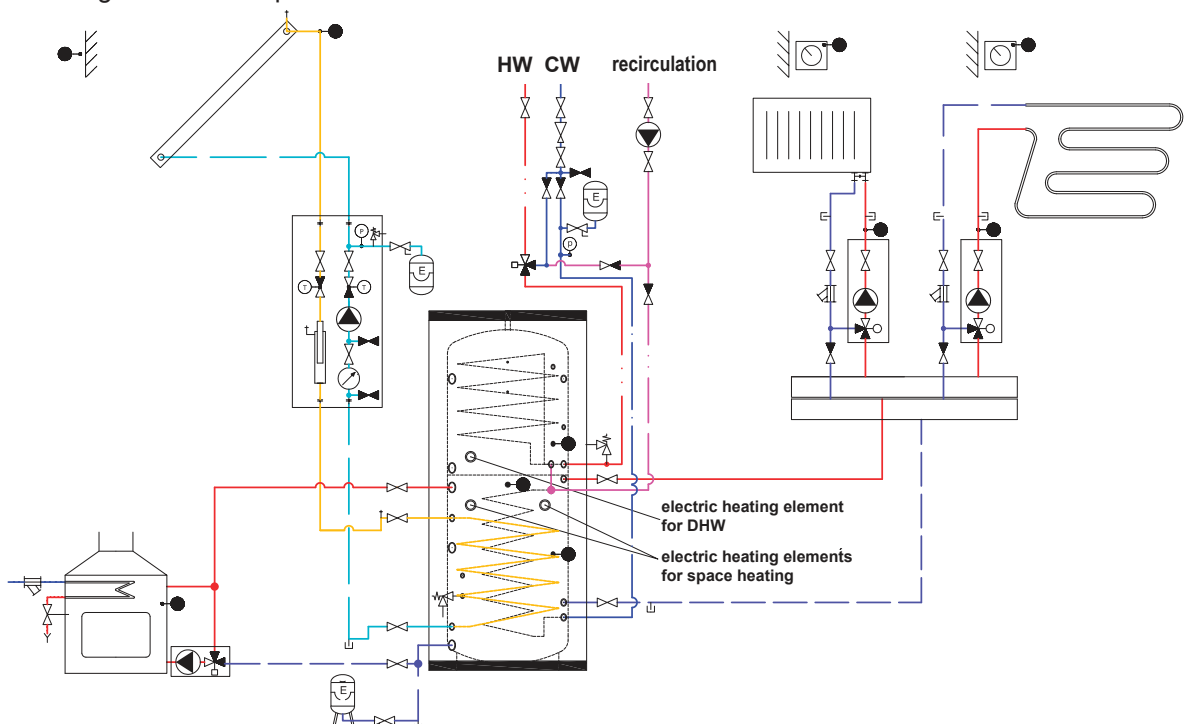 HW CW recirculation
E
P
E
p
T
T
electric heating element
for DHW
electric heating elements
for space heating
E